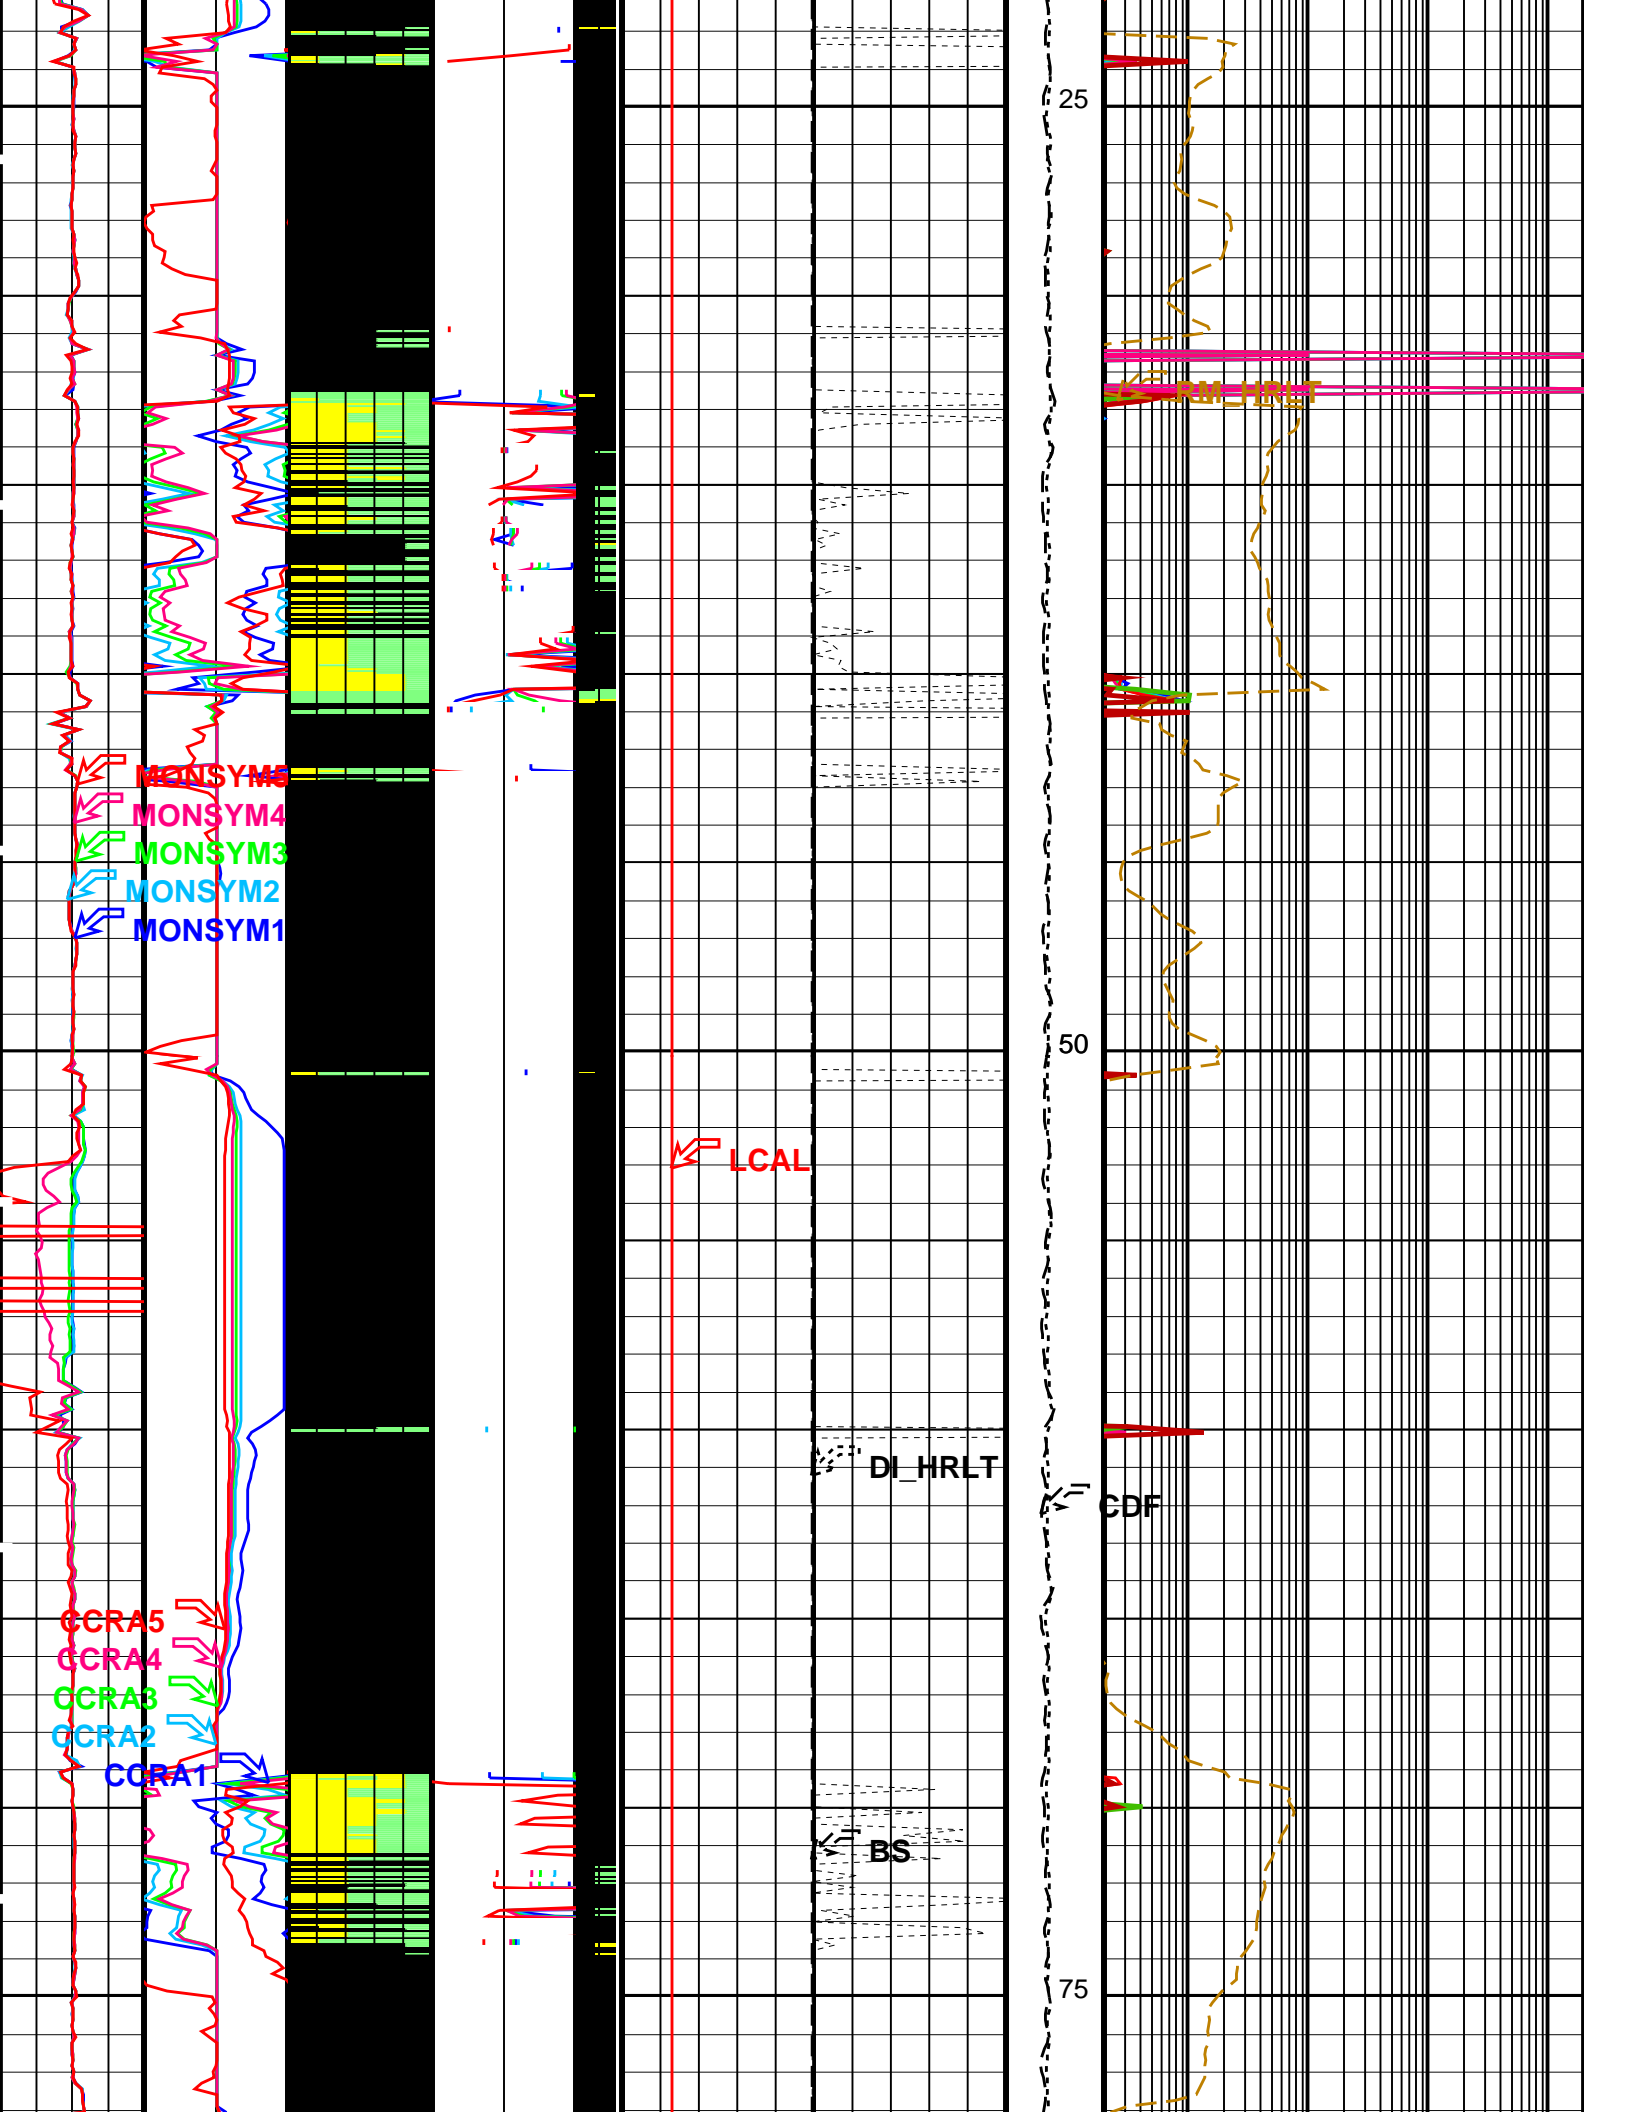 25
RM_HRLT
MONSYM5
MONSYM4
MONSYM3
MONSYM2
MONSYM1
50
LCAL
DI_HRLT
CDF
CCRA5
CCRA4
CCRA3
CCRA2
CCRA1
BS
75